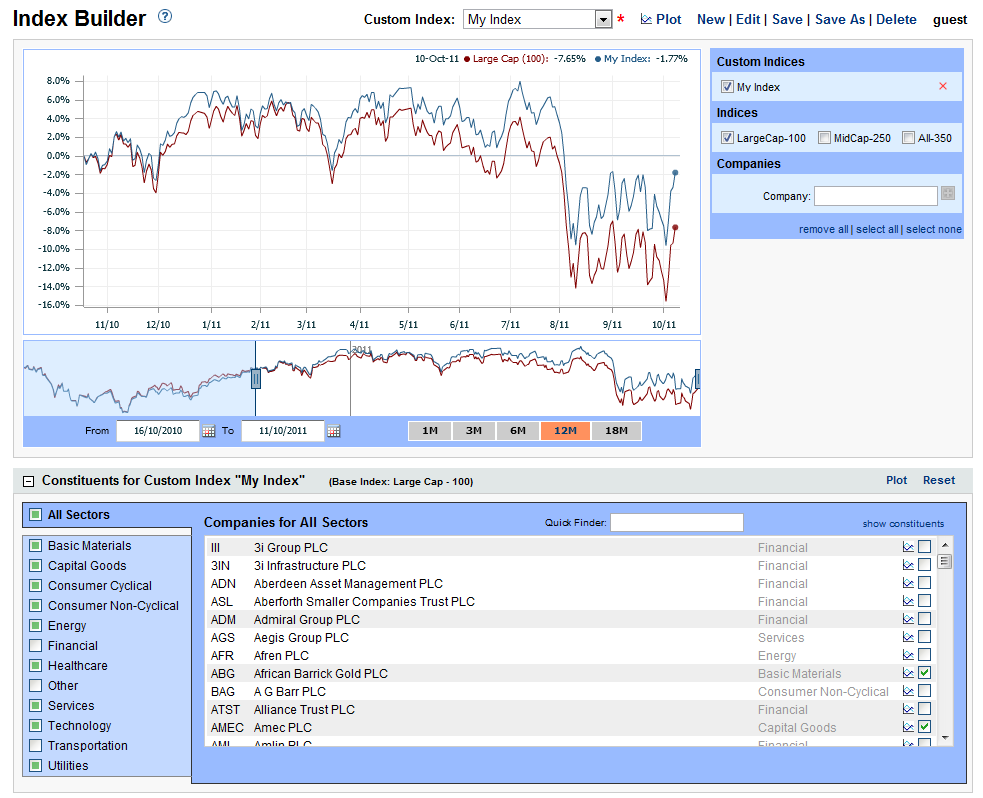 Index Builder ?
Custom Index: My Index * Plot New | Edit | Save | Save As | Delete guest
10-Oct-11 Large Cap (100): -7.65% My Index: -1.77%
8.0%
6.0%
4.0%
2.0%
0.0%
-2.0%
-4.0%
-6.0%
-8.0%
-10.0%
-12.0%
-14.0%
-16.0%
11/10 12/10 1/11 2/11 3/11 4/11 5/11 6/11 7/11 8/11 9/11 10/11
2011
From 16/10/2010 To 11/10/2011 1M 3M 6M 12M 18M
Custom Indices
My Index
Indices
LargeCap-100 MidCap-250 All-350
Companies
Company:
remove all | select all | select none
Constituents for Custom Index "My Index" (Base Index: Large Cap - 100) Plot Reset
All Sectors
Basic Materials
Capital Goods
Consumer Cyclical
Consumer Non-Cyclical
Energy
Financial
Healthcare
Other
Services
Technology
Transportation
Utilities
Companies for All Sectors Quick Finder: show constituents
III 3i Group PLC Financial
3IN 3i Infrastructure PLC Financial
ADN Aberdeen Asset Management PLC Financial
ASL Aberforth Smaller Companies Trust PLC Financial
ADM Admiral Group PLC Financial
AGS Aegis Group PLC Services
AFR Afren PLC Energy
ABG African Barrick Gold PLC Basic Materials
BAG A G Barr PLC Consumer Non-Cyclical
ATST Alliance Trust PLC Financial
AMEC Amec PLC Capital Goods
AML Amlin PLC Financial